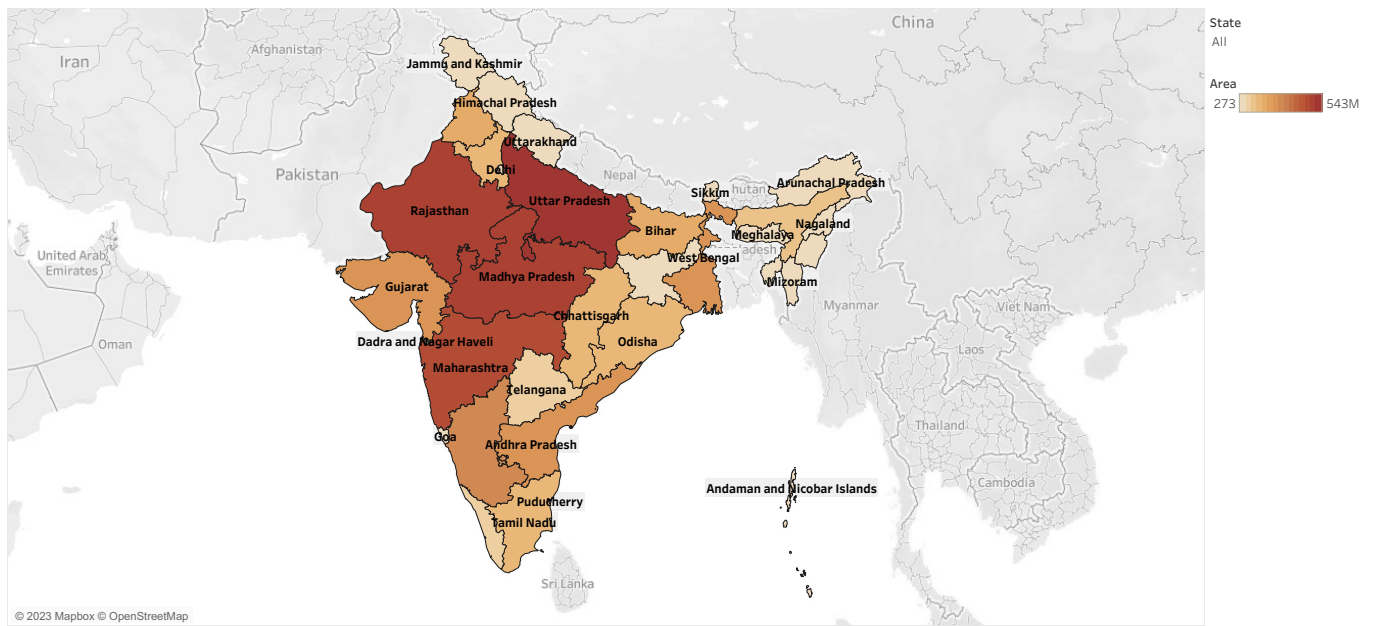 China
State
All
Afghanistan
Iran
Jammu and Kashmir
Area
273
543M
Himachal Pradesh
Uttarakhand
Pakistan
Delhi
Nepal
Arunachal Pradesh
Sikkim
hutan
Uttar Pradesh
Rajasthan
Nagaland
Bihar
Meghalaya
adesh
United Arab
Emirates
West Bengal
Madhya Pradesh
Mizoram
Gujarat
Myanmar
Viet Nam
Chhattisgarh
Oman
Dadra and Nagar Haveli
Odisha
Laos
Maharashtra
Telangana
Thailand
Goa
Andhra Pradesh
Cambodia
Andaman and Nicobar Islands
Puducherry
Tamil Nadu
Sri Lanka
© 2023 Mapbox © OpenStreetMap